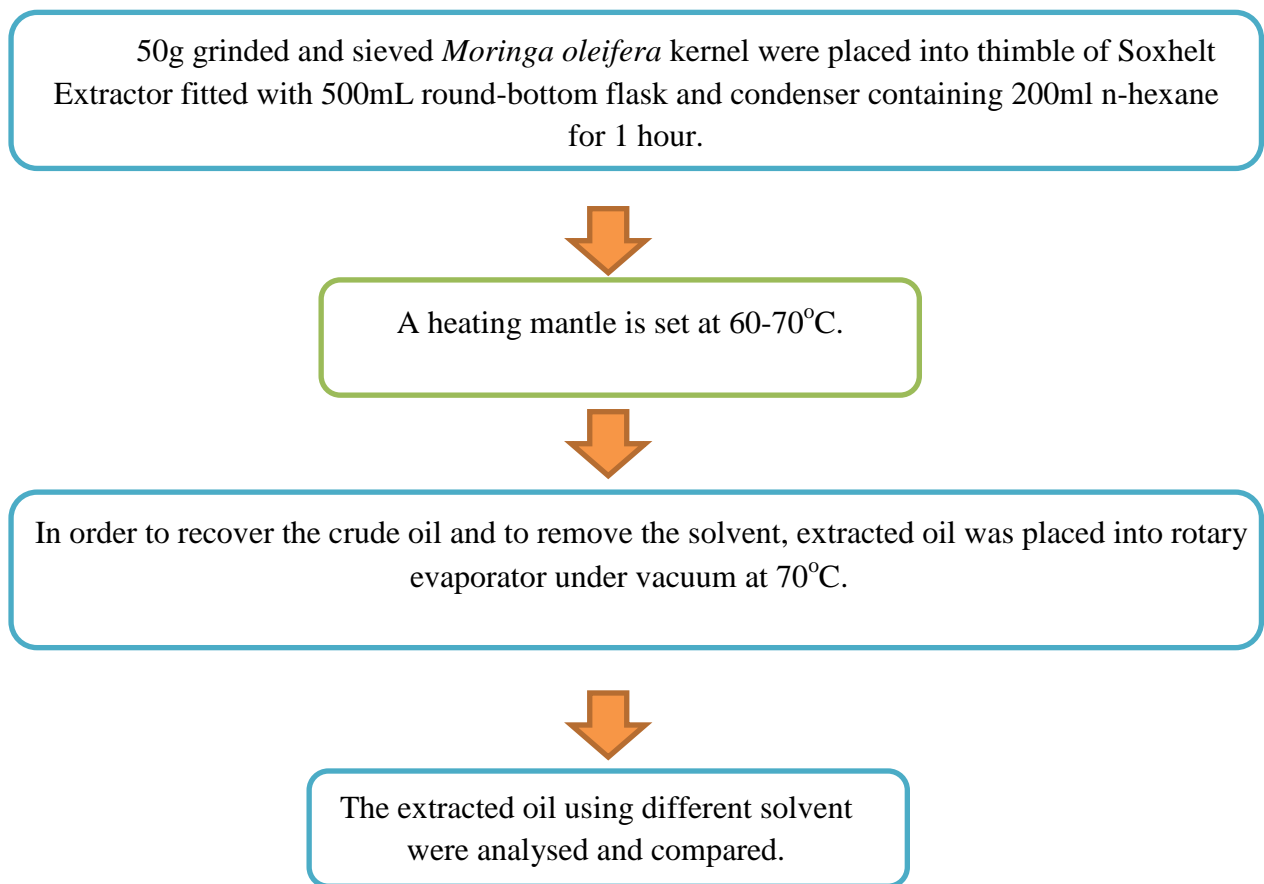 50g grinded and sieved Moringa oleifera kernel were placed into thimble of Soxhelt
Extractor fitted with 500mL round-bottom flask and condenser containing 200ml n-hexane
for 1 hour.
A heating mantle is set at 60-70°C.
In order to recover the crude oil and to remove the solvent, extracted oil was placed into rotary
evaporator under vacuum at 70°C.
The extracted oil using different solvent
were analysed and compared.